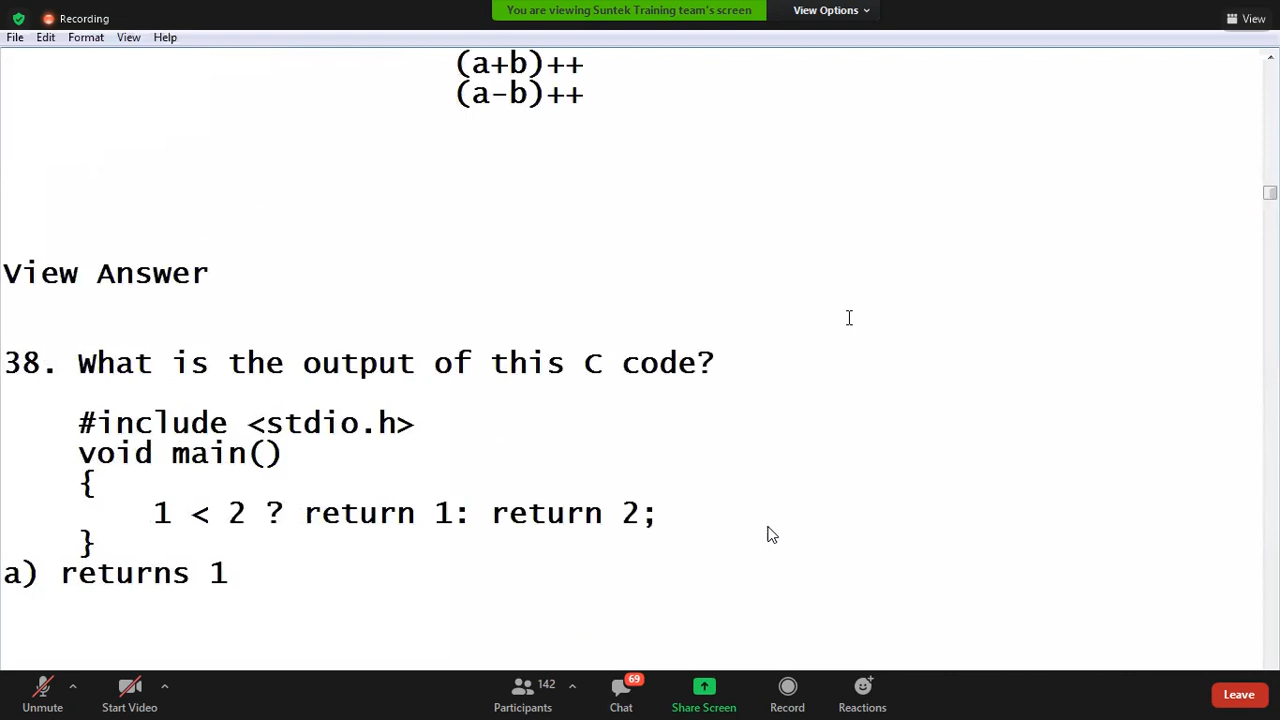 Recording
You are viewing Suntek Training team's screen
View Options
View
File Edit Format View Help
(a+b)++
(a-b)++
View Answer
38. What is the output of this C code?
#include <stdio.h>
void main()
{
1 < 2 ? return 1: return 2;
}
a) returns 1
142
69
Unmute
Start Video
Participants
Chat
Share Screen
Record
Reactions
Leave